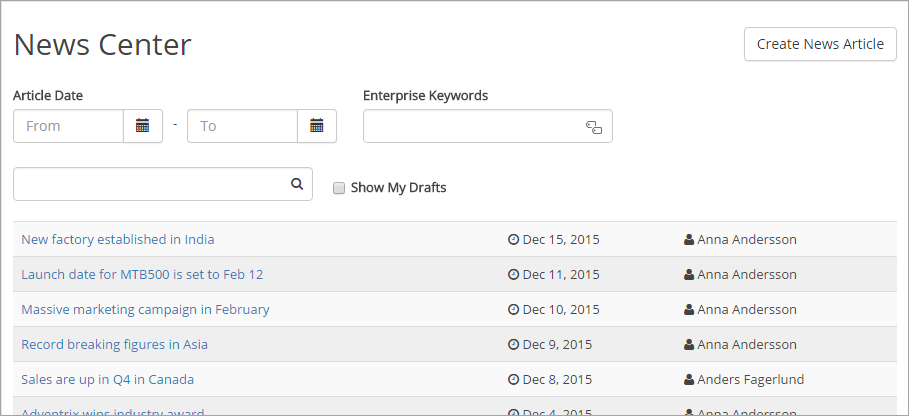 News Center
Create News Article
Article Date
Enterprise Keywords
From - To
Show My Drafts
New factory established in India Dec 15, 2015 Anna Andersson
Launch date for MTB500 is set to Feb 12 Dec 11, 2015 Anna Andersson
Massive marketing campaign in February Dec 10, 2015 Anna Andersson
Record breaking figures in Asia Dec 9, 2015 Anna Andersson
Sales are up in Q4 in Canada Dec 8, 2015 Anders Fagerlund
Adventrix wins industry award Dec 4, 2015 Anna Andersson